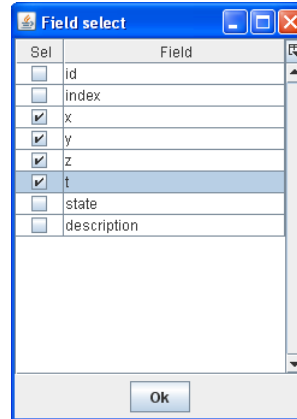 Field select
Sel Field
id
index
x
y
z
t
state
description
Ok